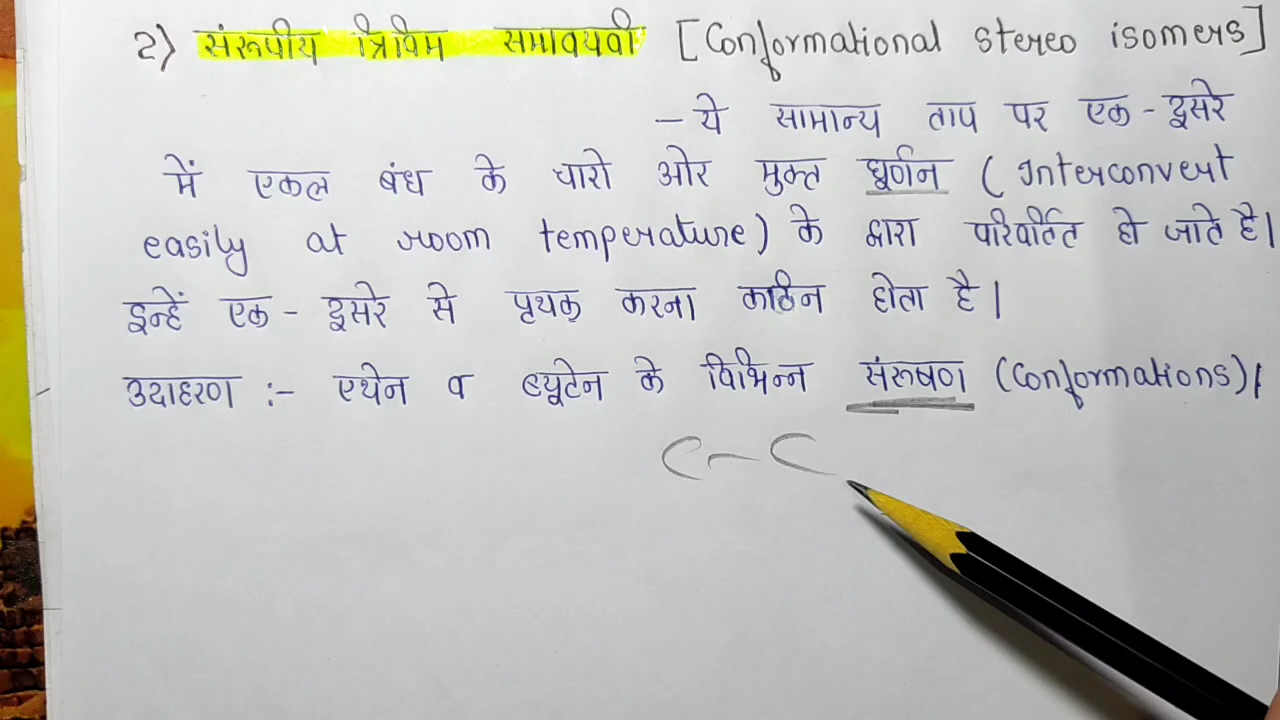 2) संरूपीय त्रिविम समावयवी [Conformational stereo isomers]
- ये सामान्य ताप पर एक - दूसरे
में एकल बंध के चारो ओर मुक्त घूर्णन ( Interconvert
easily at room temperature) के द्वारा परिवर्तित हो जाते है।
इन्हें एक - दूसरे से पृथक् करना कठिन होता है।
उदाहरण :- एथेन व ब्यूटेन के विभिन्न संरूषण (Conformations)।
C-C